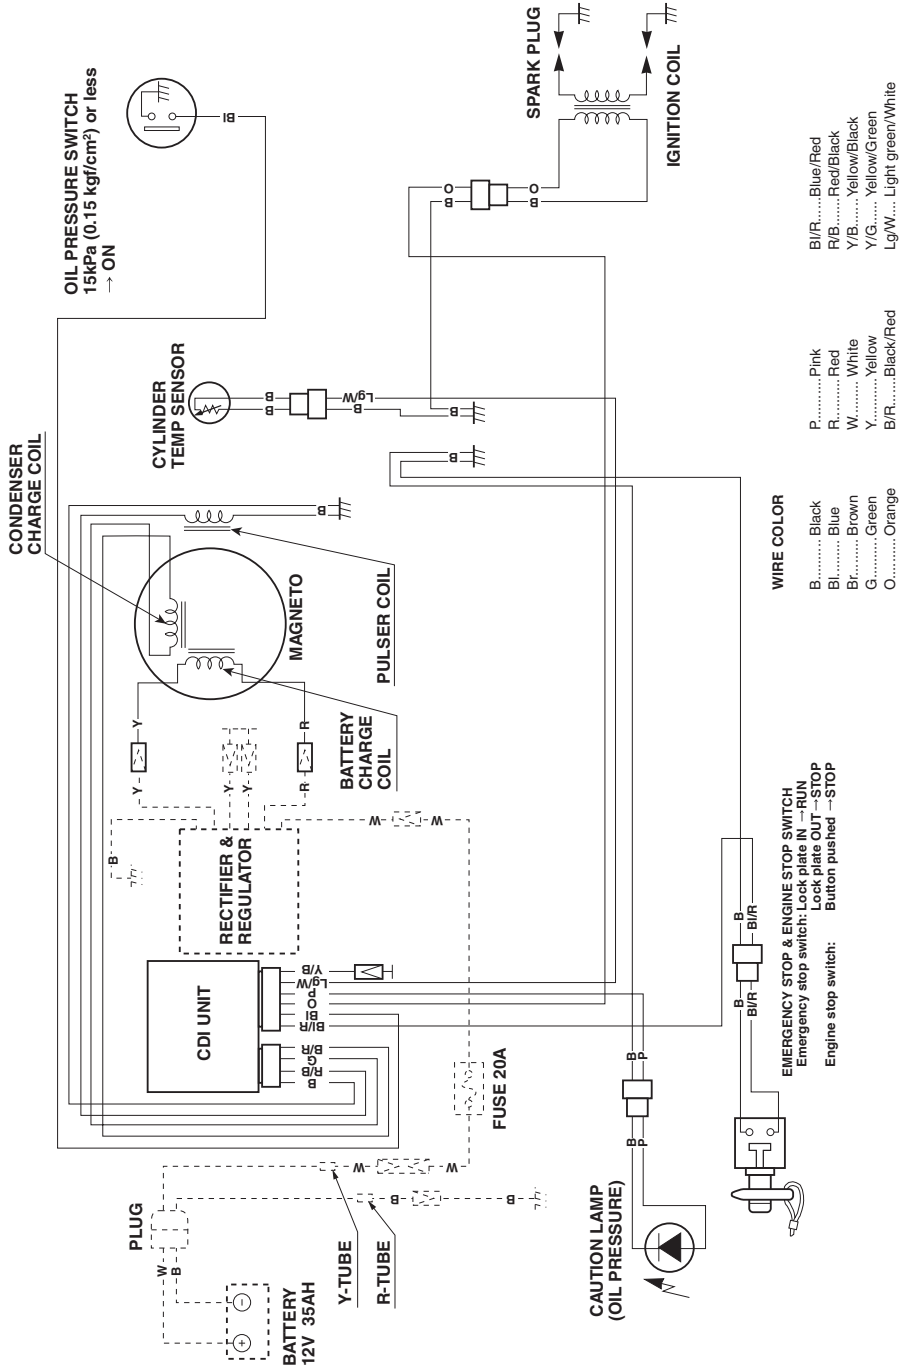 OIL PRESSURE SWITCH
15kPa (0.15 kgf/cm²) or less
→ ON
Bl
SPARK PLUG
IGNITION COIL
O
B
O
B
CYLINDER
TEMP SENSOR
B
B
Lg/W
B
B
B
CONDENSER
CHARGE COIL
B
MAGNETO
PULSER COIL
BATTERY
CHARGE
COIL
Y
R
Y
Y
Y
R
B
W
W
RECTIFIER &
REGULATOR
CDI UNIT
Y/B
Lg/W
P
O
Bl
Bl/R
B/R
G
R/B
B
FUSE 20A
W
W
B
B
PLUG
W
B
Y-TUBE
R-TUBE
BATTERY
12V 35AH
B
P
B
P
CAUTION LAMP
(OIL PRESSURE)
B
Bl/R
B
Bl/R
EMERGENCY STOP & ENGINE STOP SWITCH
Emergency stop switch: Lock plate IN →RUN
Lock plate OUT →STOP
Engine stop switch: Button pushed →STOP
WIRE COLOR
B.......... Black
Bl......... Blue
Br......... Brown
G..........Green
O..........Orange
P..........Pink
R..........Red
W......... White
Y..........Yellow
B/R......Black/Red
Bl/R......Blue/Red
R/B.......Red/Black
Y/B....... Yellow/Black
Y/G...... Yellow/Green
Lg/W.... Light green/White